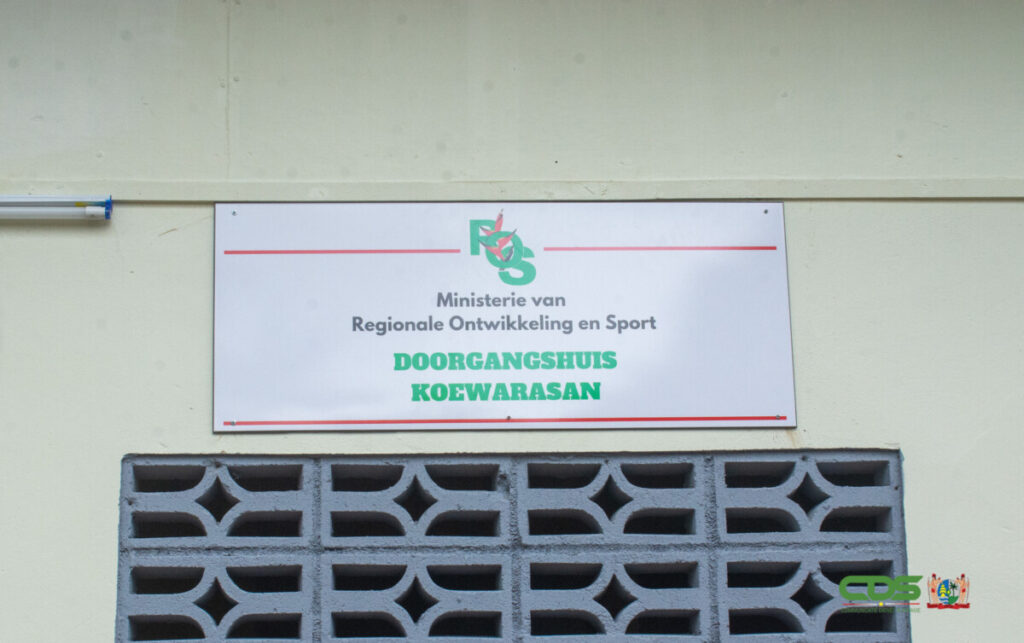 ROS
Ministerie van
Regionale Ontwikkeling en Sport
DOORGANGSHUIS
KOEWARASAN
CDS